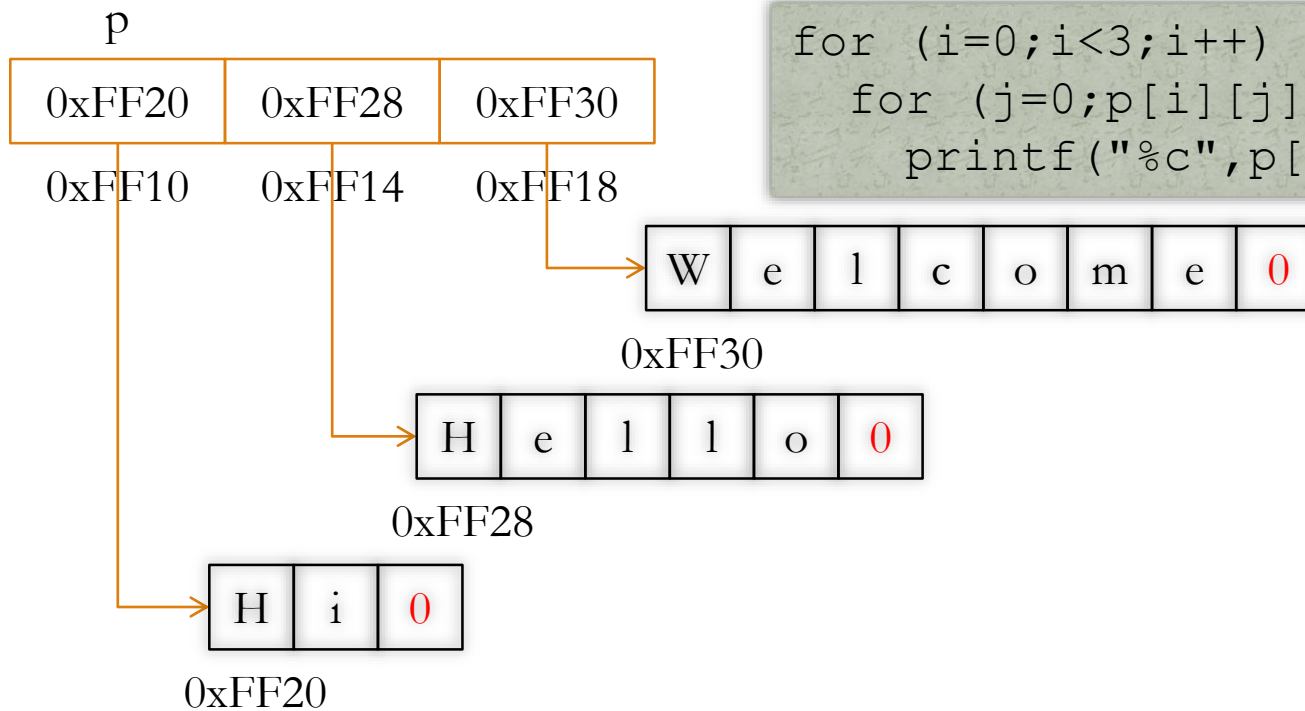 p
0xFF20 0xFF28 0xFF30
0xFF10 0xFF14 0xFF18
for (i=0;i<3;i++)
for (j=0;p[i][j]
printf("%c",p[
W e l c o m e 0
0xFF30
H e l l o 0
0xFF28
H i 0
0xFF20